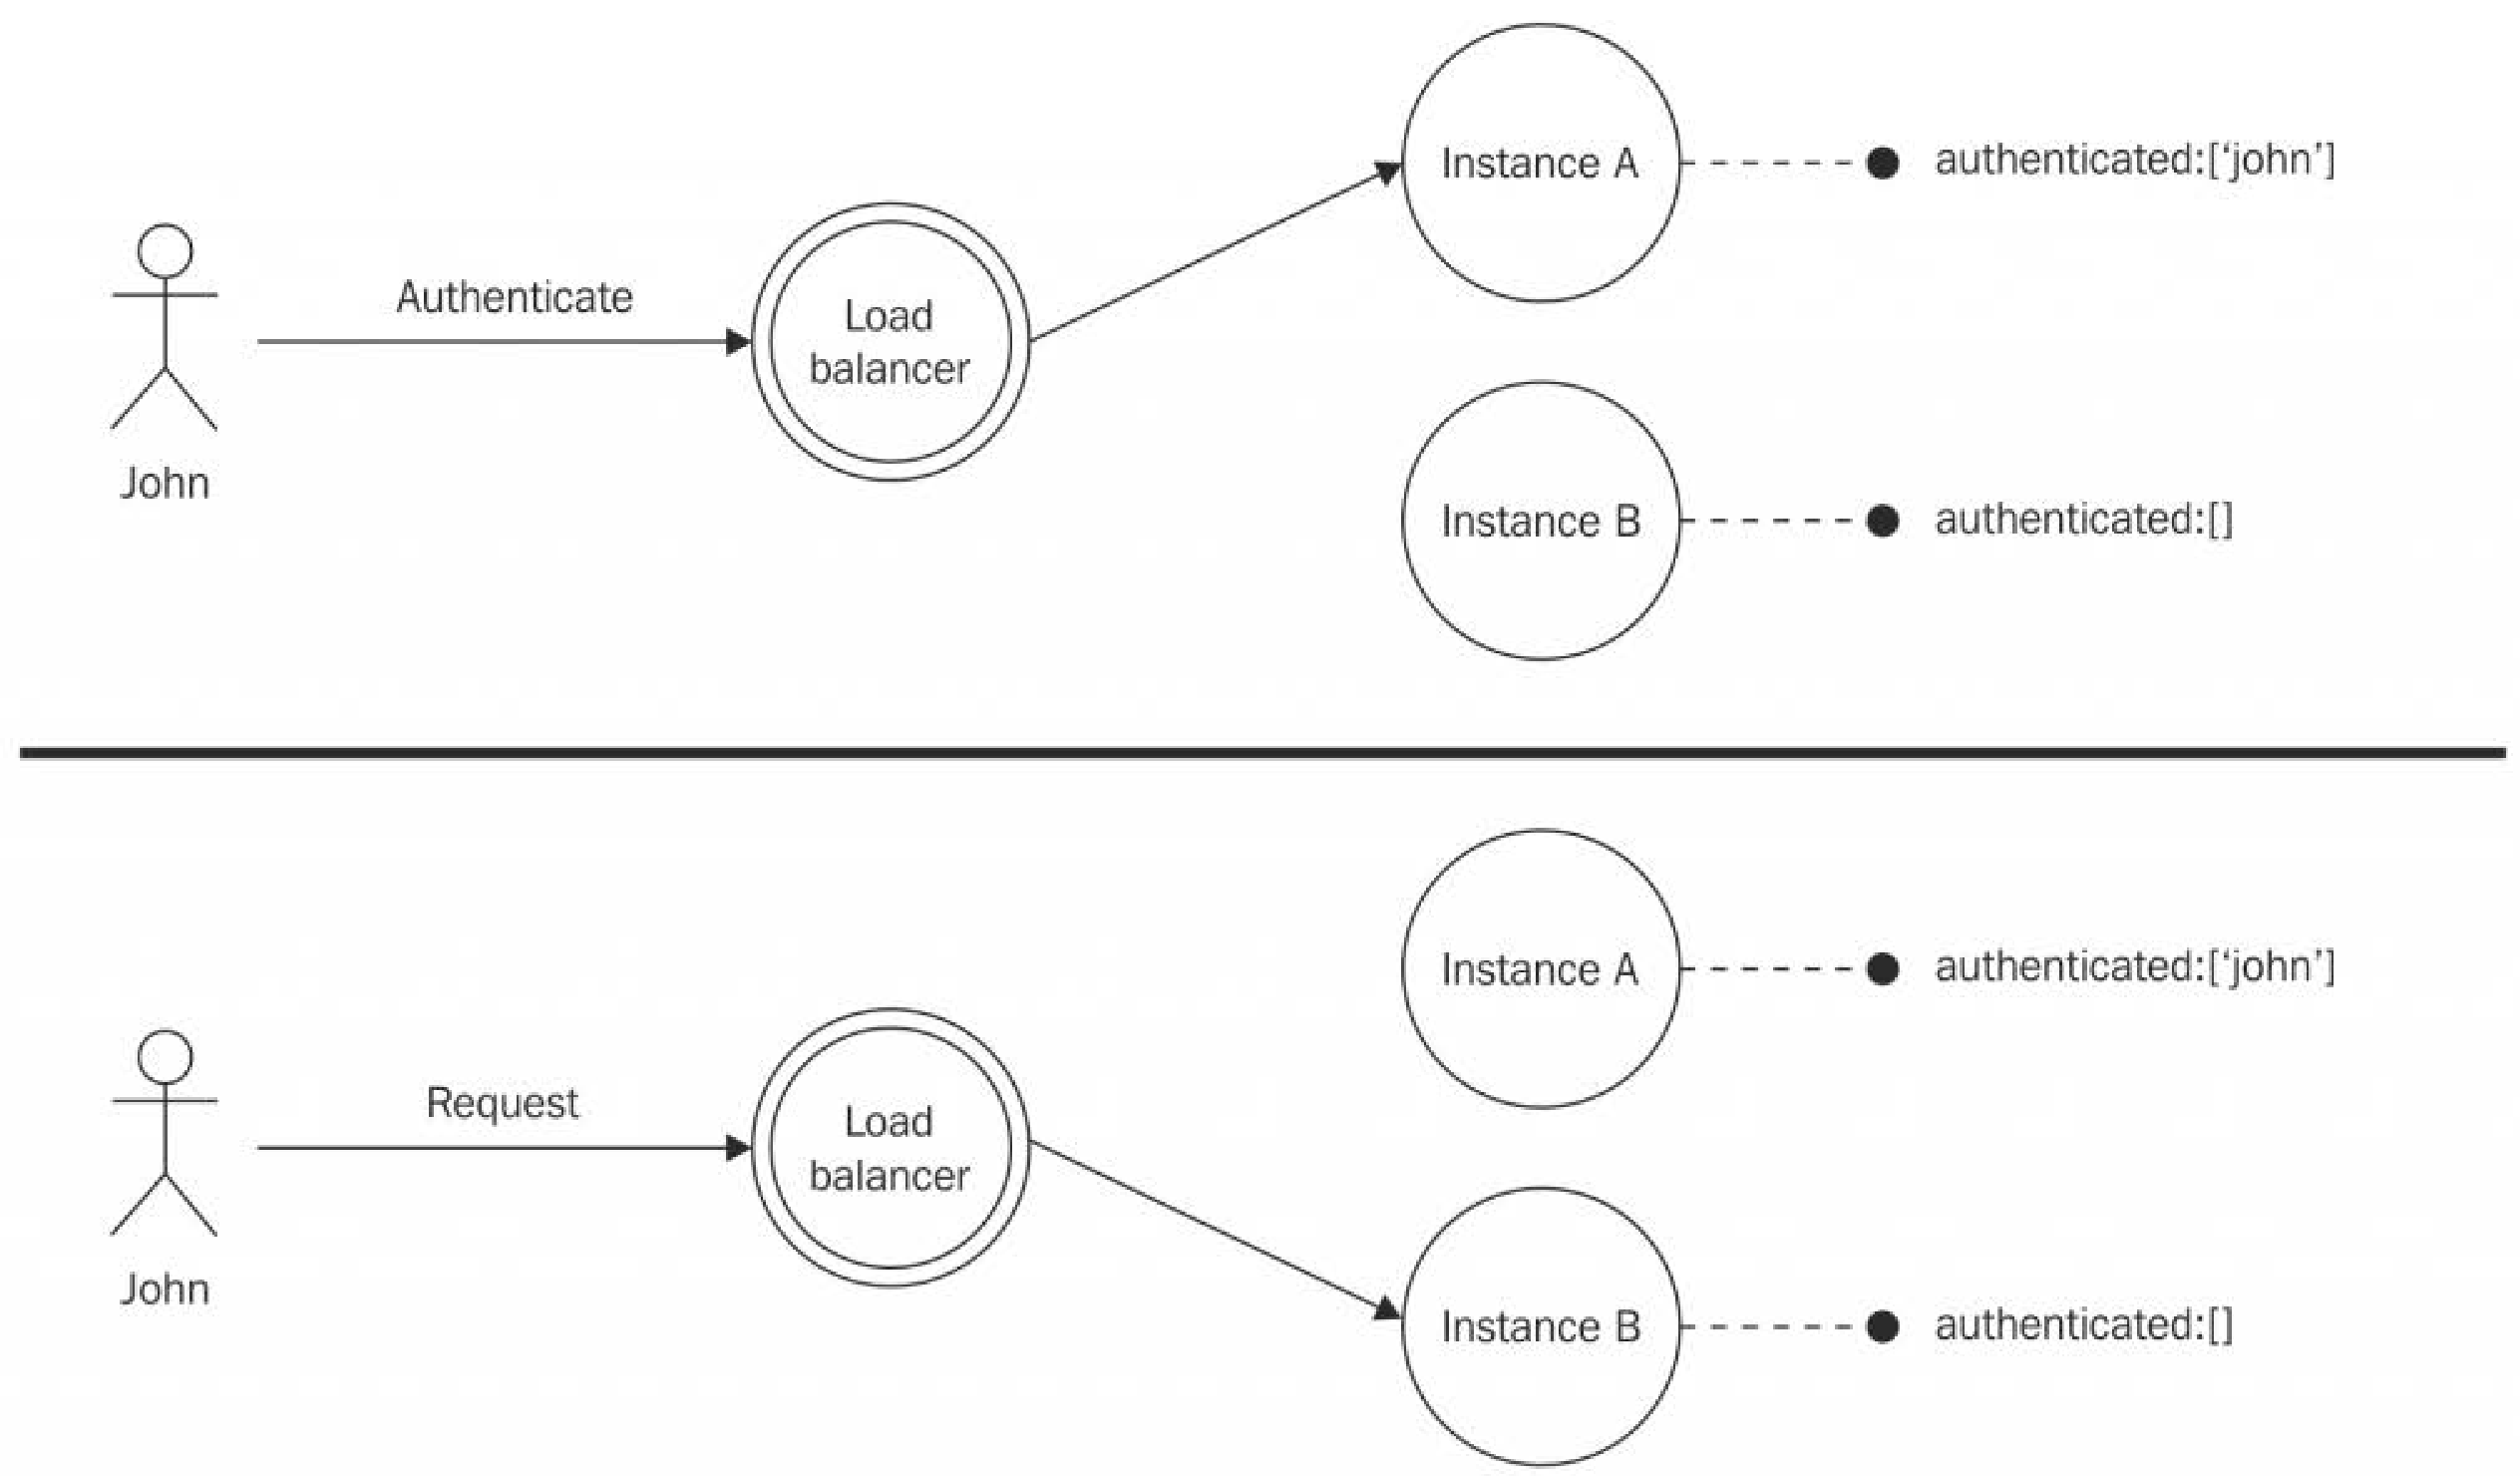 Instance A
authenticated:[‘john’]
Authenticate
Load
balancer
John
Instance B
authenticated:[]
Instance A
authenticated:[‘john’]
Request
Load
balancer
John
Instance B
authenticated:[]